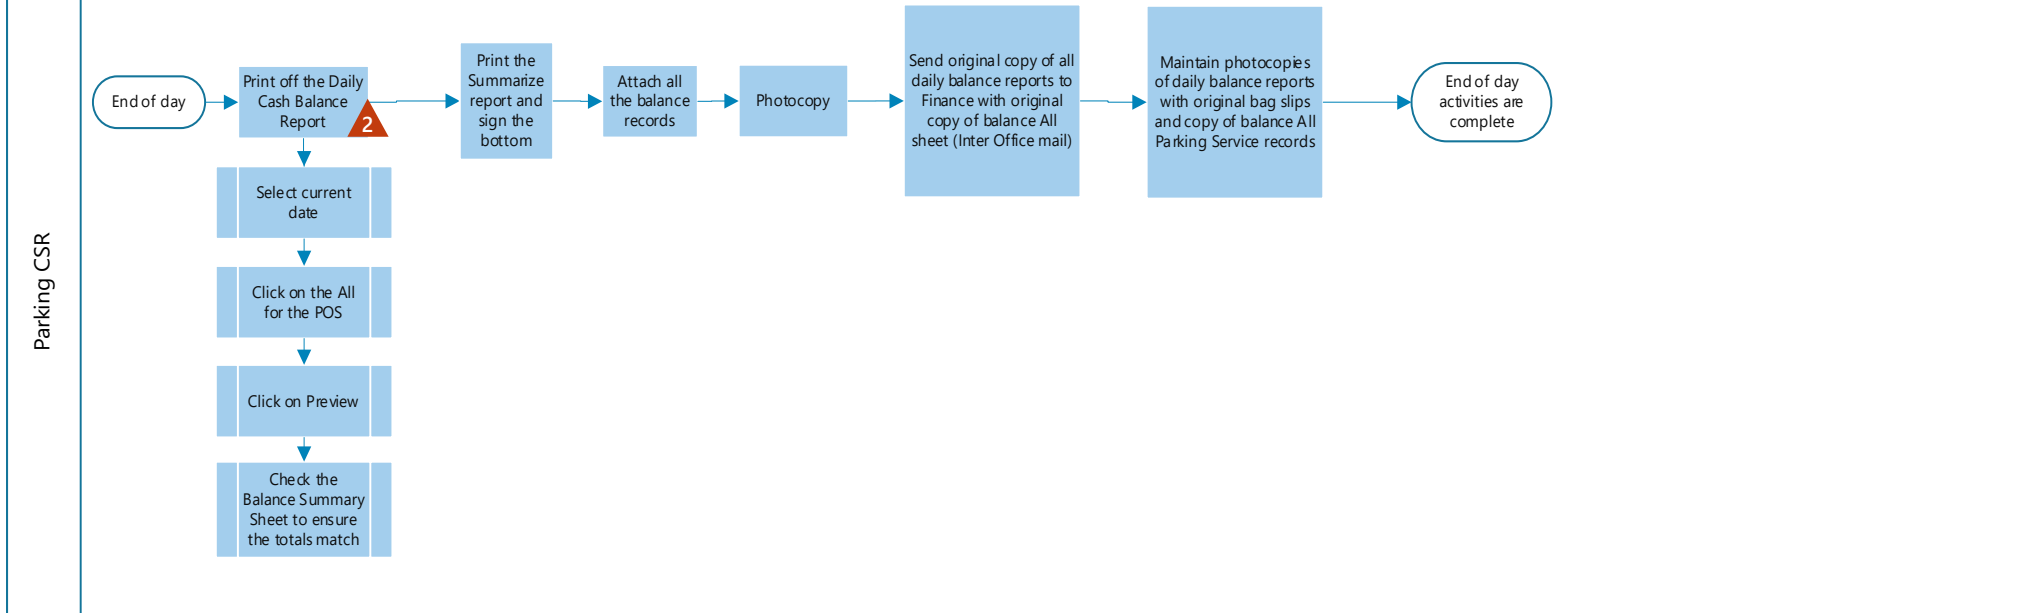 Parking CSR
End of day
Print off the Daily
Cash Balance
Report
2
Print the
Summarize
report and
sign the
bottom
Attach all
the balance
records
Photocopy
Send original copy of all
daily balance reports to
Finance with original
copy of balance All
sheet (Inter Office mail)
Maintain photocopies
of daily balance reports
with original bag slips
and copy of balance All
Parking Service records
End of day
activities are
complete
Select current
date
Click on the All
for the POS
Click on Preview
Check the
Balance Summary
Sheet to ensure
the totals match